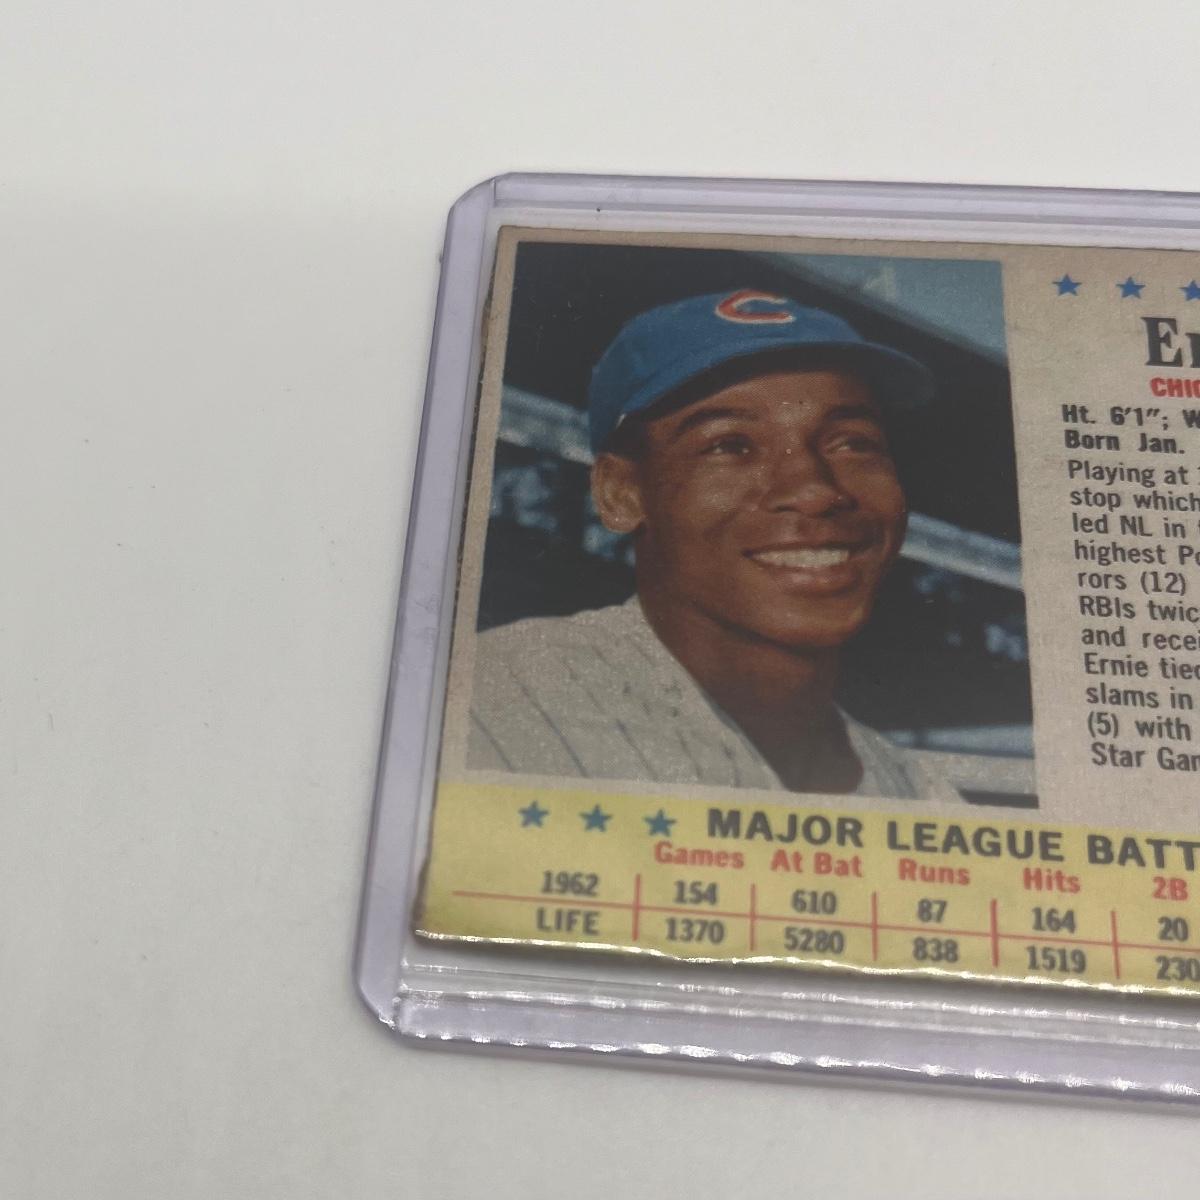 C
Er
CHIC
Ht. 6'1"; W
Born Jan.
Playing at
stop which
led NL in
highest Po
rors (12)
RBIs twic
and recei
Ernie tied
slams in
(5) with
Star Gam
★ ★ ★ MAJOR LEAGUE BATT
Games At Bat Runs Hits 2B
1962 154 610 87 164 20
LIFE 1370 5280 838 1519 230